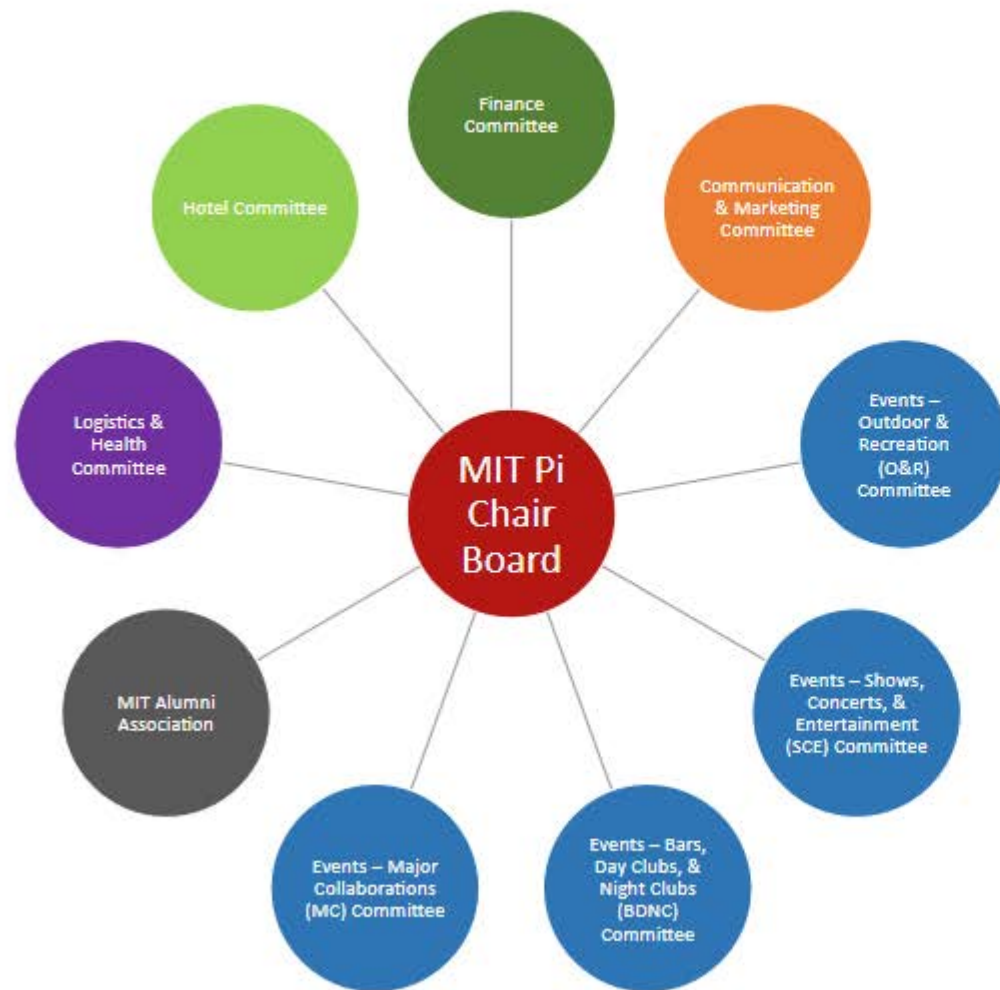 Finance
Committee
Communication
& Marketing
Committee
Hotel Committee
Events –
Outdoor &
Recreation
(O&R)
Committee
Logistics &
Health
Committee
MIT Pi
Chair
Board
Events – Shows,
Concerts, &
Entertainment
(SCE) Committee
MIT Alumni
Association
Events – Bars,
Day Clubs, &
Night Clubs
(BDNC)
Committee
Events – Major
Collaborations
(MC) Committee